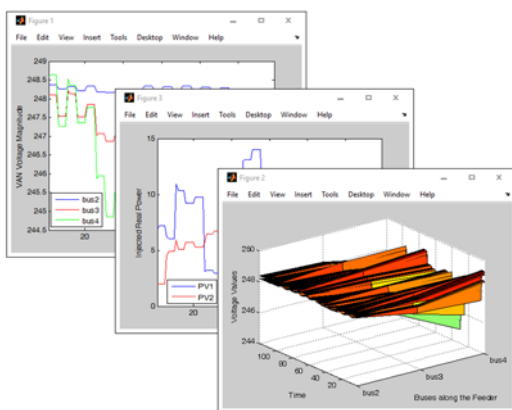 Figure 1
File Edit View Insert Tools Desktop Window Help
249
248.5
248
247.5
247
246.5
246
245.5
245
244.5
VAN Voltage Magnitude
bus2
bus3
bus4
20
Figure 3
File Edit View Insert Tools Desktop Window Help
15
10
5
0
Injected Real Power
PV1
PV2
20
Figure 2
File Edit View Insert Tools Desktop Window Help
248
246
244
Voltage Values
100
80
60
40
20
Time
bus2
bus3
bus4
Buses along the Feeder